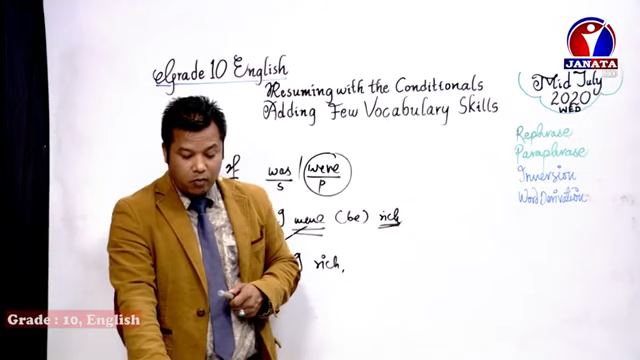 Grade 10 English
Resuming with the Conditionals
Adding Few Vocabulary Skills
If was / were
S P
I were (be) rich
I rich,
JANATA
Mid July
2020
WED
Rephrase
Paraphrase
Inversion
Word Derivation
Grade : 10, English